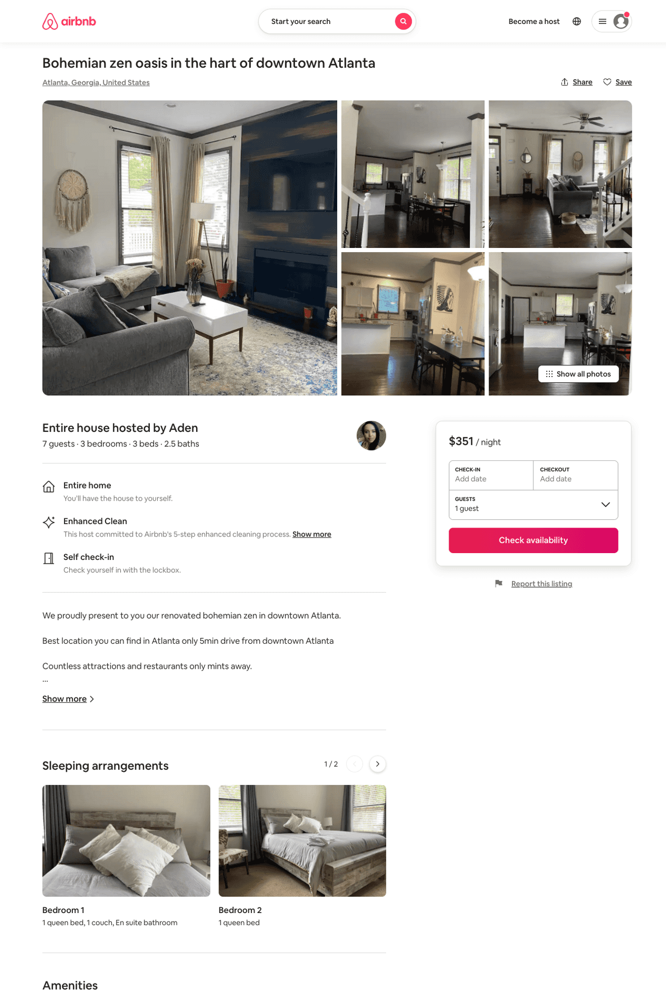 airbnb
Start your search
Become a host
Bohemian zen oasis in the hart of downtown Atlanta
Atlanta, Georgia, United States
Share
Save
Show all photos
Entire house hosted by Aden
7 guests · 3 bedrooms · 3 beds · 2.5 baths
Entire home
You'll have the house to yourself.
Enhanced Clean
This host committed to Airbnb's 5-step enhanced cleaning process. Show more
Self check-in
Check yourself in with the lockbox.
We proudly present to you our renovated bohemian zen in downtown Atlanta.
Best location you can find in Atlanta only 5min drive from downtown Atlanta
Countless attractions and restaurants only mints away.
...
Show more
$351 / night
CHECK-IN
Add date
CHECKOUT
Add date
GUESTS
1 guest
Check availability
Report this listing
Sleeping arrangements
1 / 2
Bedroom 1
1 queen bed, 1 couch, En suite bathroom
Bedroom 2
1 queen bed
Amenities